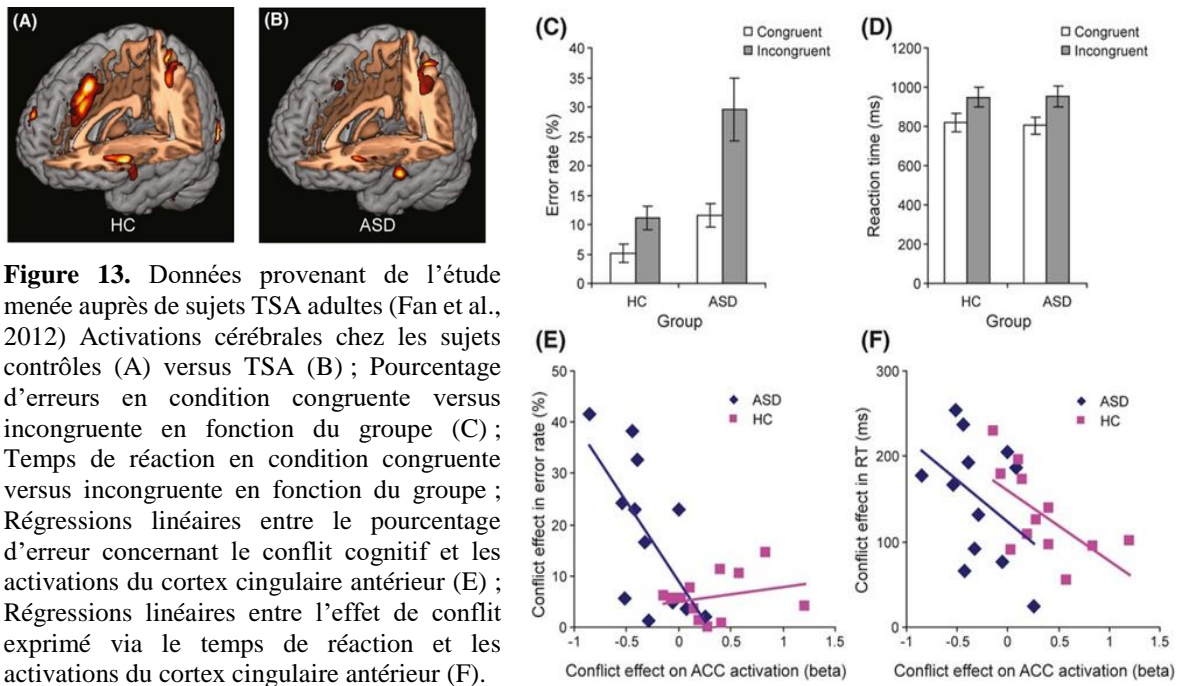 (A)
(B)
HC
ASD
Figure 13. Données provenant de l’étude
menée auprès de sujets TSA adultes (Fan et al.,
2012) Activations cérébrales chez les sujets
contrôles (A) versus TSA (B) ; Pourcentage
d’erreurs en condition congruente versus
incongruente en fonction du groupe (C) ;
Temps de réaction en condition congruente
versus incongruente en fonction du groupe ;
Régressions linéaires entre le pourcentage
d’erreur concernant le conflit cognitif et les
activations du cortex cingulaire antérieur (E) ;
Régressions linéaires entre l’effet de conflit
exprimé via le temps de réaction et les
activations du cortex cingulaire antérieur (F).
(C)
Congruent
Incongruent
Error rate (%)
40
35
30
25
20
15
10
5
0
HC ASD
Group
(D)
Congruent
Incongruent
Reaction time (ms)
1200
1000
800
600
400
200
0
HC ASD
Group
(E)
ASD
HC
Conflict effect in error rate (%)
50
40
30
20
10
0
-1 -0.5 0 0.5 1 1.5
Conflict effect on ACC activation (beta)
(F)
ASD
HC
Conflict effect in RT (ms)
300
200
100
0
-1 -0.5 0 0.5 1 1.5
Conflict effect on ACC activation (beta)